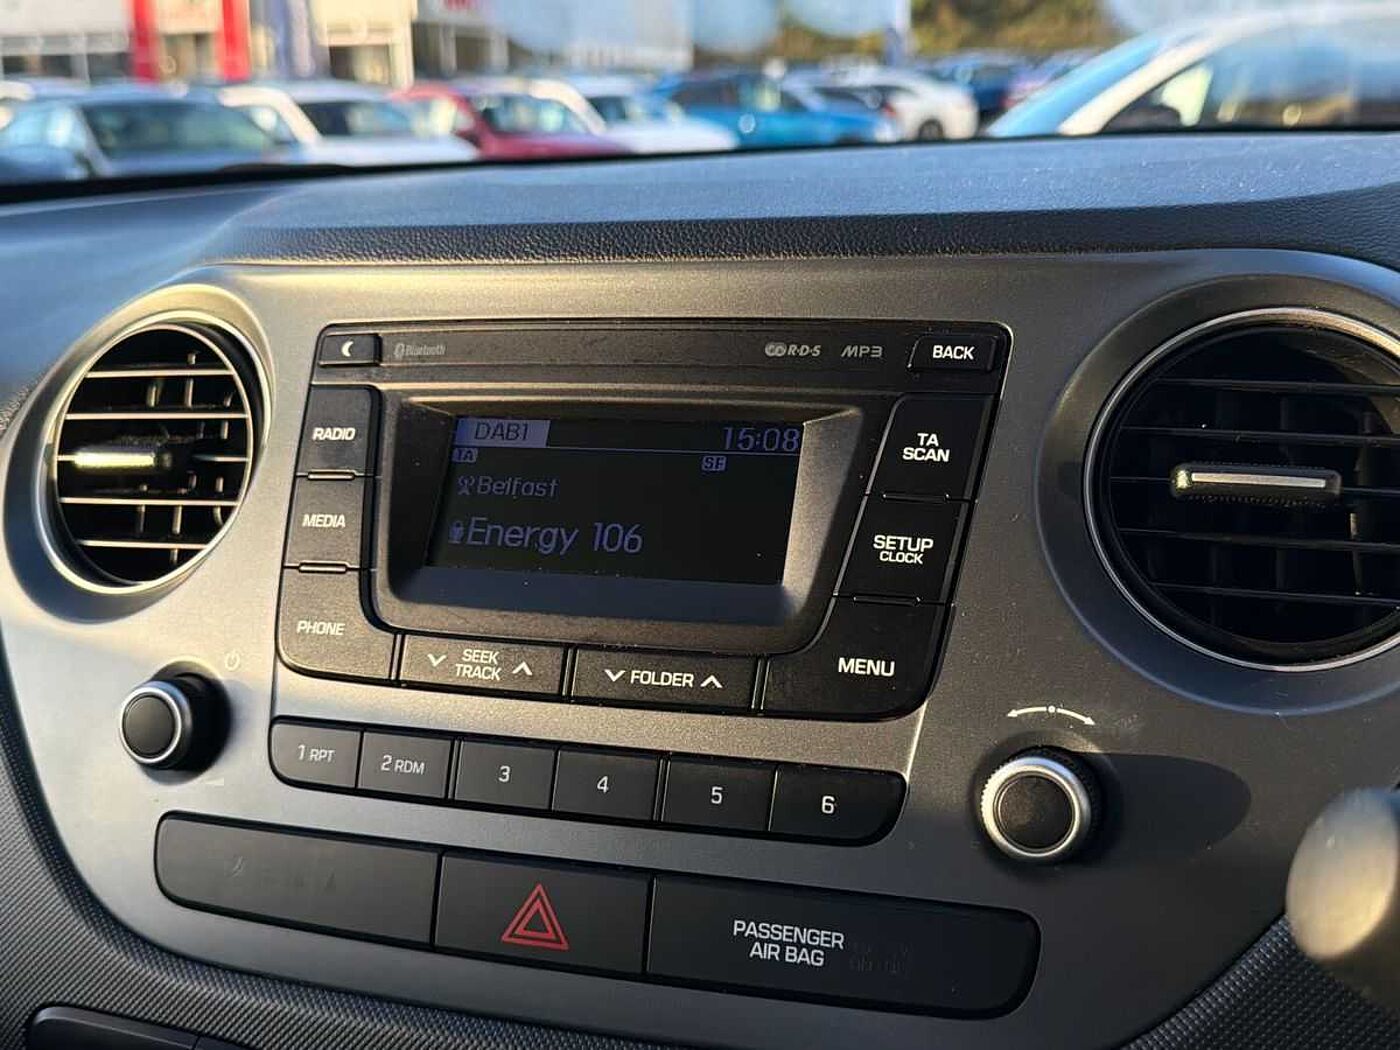 Bluetooth
R·D·S
MP3
BACK
RADIO
MEDIA
PHONE
DAB1
15:08
TA
SF
Belfast
Energy 106
TA
SCAN
SETUP
CLOCK
MENU
SEEK
TRACK
FOLDER
1 RPT
2 RDM
3
4
5
6
PASSENGER
AIR BAG